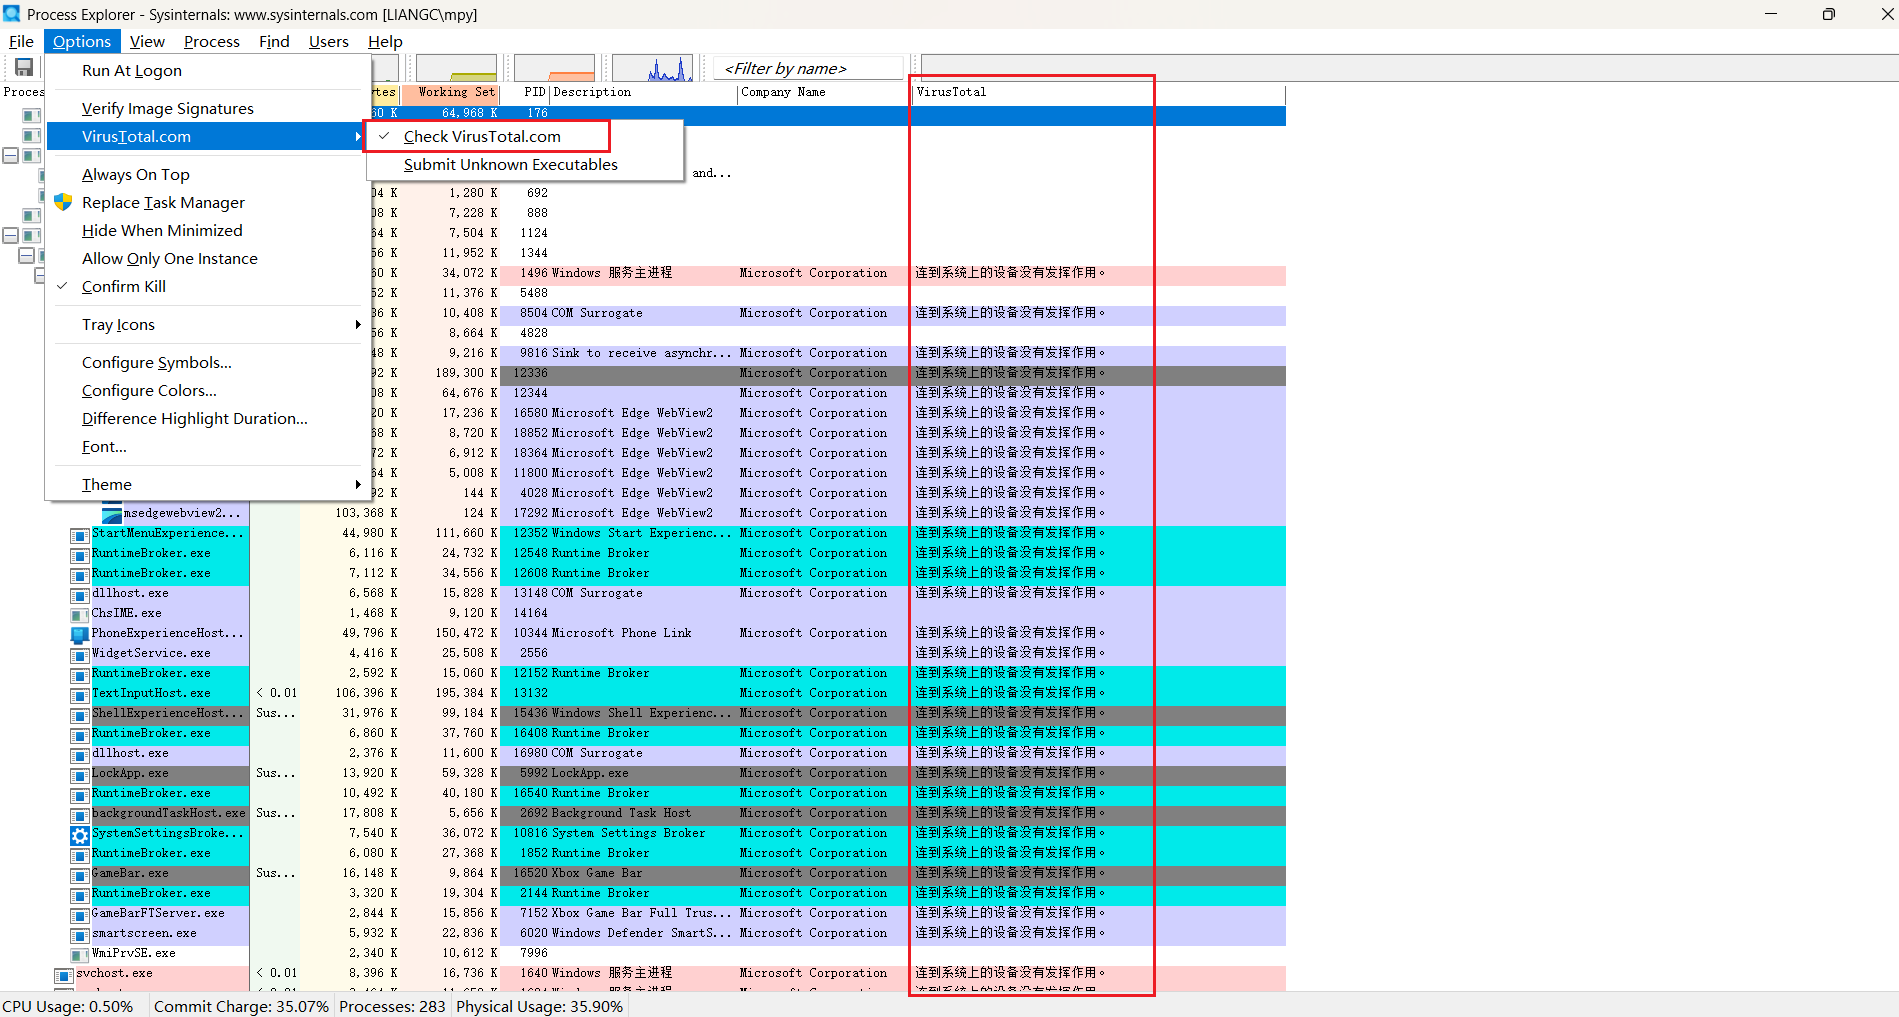 Process Explorer - Sysinternals: www.sysinternals.com [LIANGC\mpy]
File Options View Process Find Users Help
<Filter by name>
Run At Logon
Verify Image Signatures
VirusTotal.com
Always On Top
Replace Task Manager
Hide When Minimized
Allow Only One Instance
Confirm Kill
Tray Icons
Configure Symbols...
Configure Colors...
Difference Highlight Duration...
Font...
Theme
Check VirusTotal.com
Submit Unknown Executables
Working Set PID Description Company Name VirusTotal
64,968 K 176
and...
1,280 K 692
7,228 K 888
7,504 K 1124
11,952 K 1344
34,072 K 1496 Windows 服务主进程 Microsoft Corporation 连到系统上的设备没有发挥作用。
11,376 K 5488
10,408 K 8504 COM Surrogate Microsoft Corporation 连到系统上的设备没有发挥作用。
8,664 K 4828
9,216 K 9816 Sink to receive asynchr... Microsoft Corporation 连到系统上的设备没有发挥作用。
189,300 K 12336 Microsoft Corporation 连到系统上的设备没有发挥作用。
64,676 K 12344 Microsoft Corporation 连到系统上的设备没有发挥作用。
17,236 K 16580 Microsoft Edge WebView2 Microsoft Corporation 连到系统上的设备没有发挥作用。
8,720 K 18852 Microsoft Edge WebView2 Microsoft Corporation 连到系统上的设备没有发挥作用。
6,912 K 18364 Microsoft Edge WebView2 Microsoft Corporation 连到系统上的设备没有发挥作用。
5,008 K 11800 Microsoft Edge WebView2 Microsoft Corporation 连到系统上的设备没有发挥作用。
144 K 4028 Microsoft Edge WebView2 Microsoft Corporation 连到系统上的设备没有发挥作用。
msedgewebview2... 103,368 K 124 K 17292 Microsoft Edge WebView2 Microsoft Corporation 连到系统上的设备没有发挥作用。
StartMenuExperience... 44,980 K 111,660 K 12352 Windows Start Experienc... Microsoft Corporation 连到系统上的设备没有发挥作用。
RuntimeBroker.exe 6,116 K 24,732 K 12548 Runtime Broker Microsoft Corporation 连到系统上的设备没有发挥作用。
RuntimeBroker.exe 7,112 K 34,556 K 12608 Runtime Broker Microsoft Corporation 连到系统上的设备没有发挥作用。
dllhost.exe 6,568 K 15,828 K 13148 COM Surrogate Microsoft Corporation 连到系统上的设备没有发挥作用。
ChsIME.exe 1,468 K 9,120 K 14164
PhoneExperienceHost... 49,796 K 150,472 K 10344 Microsoft Phone Link Microsoft Corporation 连到系统上的设备没有发挥作用。
WidgetService.exe 4,416 K 25,508 K 2556 连到系统上的设备没有发挥作用。
RuntimeBroker.exe 2,592 K 15,060 K 12152 Runtime Broker Microsoft Corporation 连到系统上的设备没有发挥作用。
TextInputHost.exe < 0.01 106,396 K 195,384 K 13132 Microsoft Corporation 连到系统上的设备没有发挥作用。
ShellExperienceHost... Sus... 31,976 K 99,184 K 15436 Windows Shell Experienc... Microsoft Corporation 连到系统上的设备没有发挥作用。
RuntimeBroker.exe 6,860 K 37,760 K 16408 Runtime Broker Microsoft Corporation 连到系统上的设备没有发挥作用。
dllhost.exe 2,376 K 11,600 K 16980 COM Surrogate Microsoft Corporation 连到系统上的设备没有发挥作用。
LockApp.exe Sus... 13,920 K 59,328 K 5992 LockApp.exe Microsoft Corporation 连到系统上的设备没有发挥作用。
RuntimeBroker.exe 10,492 K 40,180 K 16540 Runtime Broker Microsoft Corporation 连到系统上的设备没有发挥作用。
backgroundTaskHost.exe Sus... 17,808 K 5,656 K 2692 Background Task Host Microsoft Corporation 连到系统上的设备没有发挥作用。
SystemSettingsBroke... 7,540 K 36,072 K 10816 System Settings Broker Microsoft Corporation 连到系统上的设备没有发挥作用。
RuntimeBroker.exe 6,080 K 27,368 K 1852 Runtime Broker Microsoft Corporation 连到系统上的设备没有发挥作用。
GameBar.exe Sus... 16,148 K 9,864 K 16520 Xbox Game Bar Microsoft Corporation 连到系统上的设备没有发挥作用。
RuntimeBroker.exe 3,320 K 19,304 K 2144 Runtime Broker Microsoft Corporation 连到系统上的设备没有发挥作用。
GameBarFTServer.exe 2,844 K 15,856 K 7152 Xbox Game Bar Full Trus... Microsoft Corporation 连到系统上的设备没有发挥作用。
smartscreen.exe 5,932 K 22,836 K 6020 Windows Defender SmartS... Microsoft Corporation 连到系统上的设备没有发挥作用。
WmiPrvSE.exe 2,340 K 10,612 K 7996
svchost.exe < 0.01 8,396 K 16,736 K 1640 Windows 服务主进程 Microsoft Corporation 连到系统上的设备没有发挥作用。
CPU Usage: 0.50% Commit Charge: 35.07% Processes: 283 Physical Usage: 35.90%